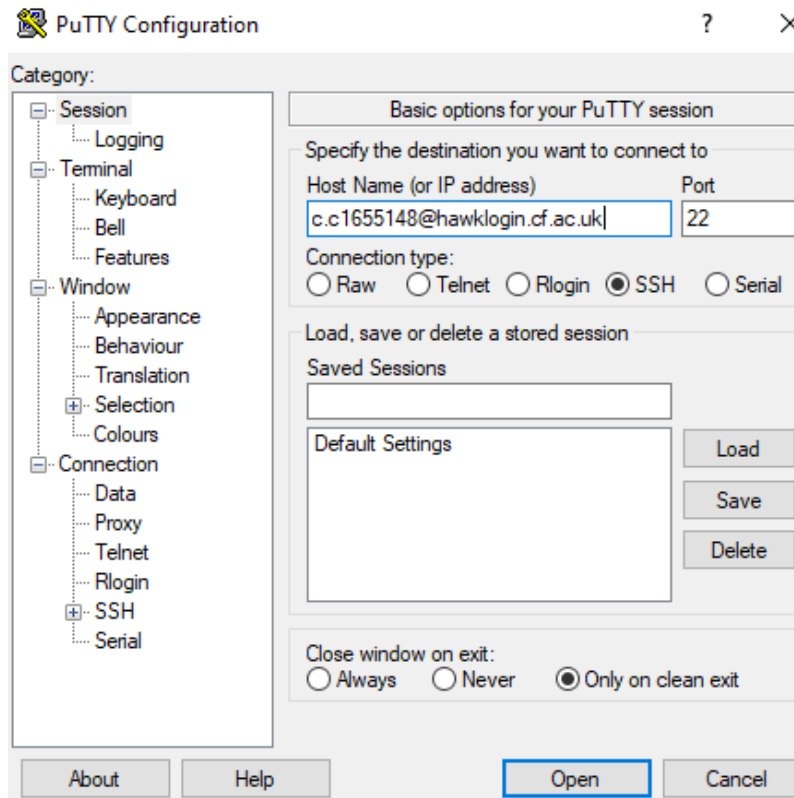 PuTTY Configuration
?
Category:
Session
Logging
Terminal
Keyboard
Bell
Features
Window
Appearance
Behaviour
Translation
Selection
Colours
Connection
Data
Proxy
Telnet
Rlogin
SSH
Serial
Basic options for your PuTTY session
Specify the destination you want to connect to
Host Name (or IP address) Port
c.c1655148@hawklogin.cf.ac.uk 22
Connection type:
Raw Telnet Rlogin SSH Serial
Load, save or delete a stored session
Saved Sessions
Default Settings
Load
Save
Delete
Close window on exit:
Always Never Only on clean exit
About Help Open Cancel